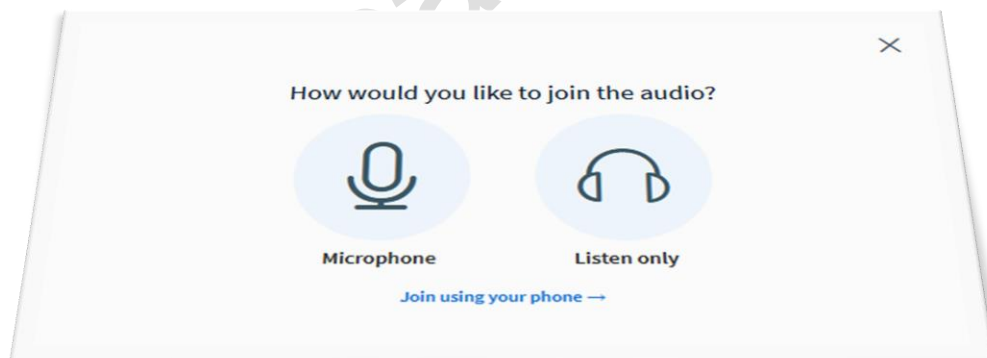 How would you like to join the audio?
Microphone Listen only
Join using your phone →